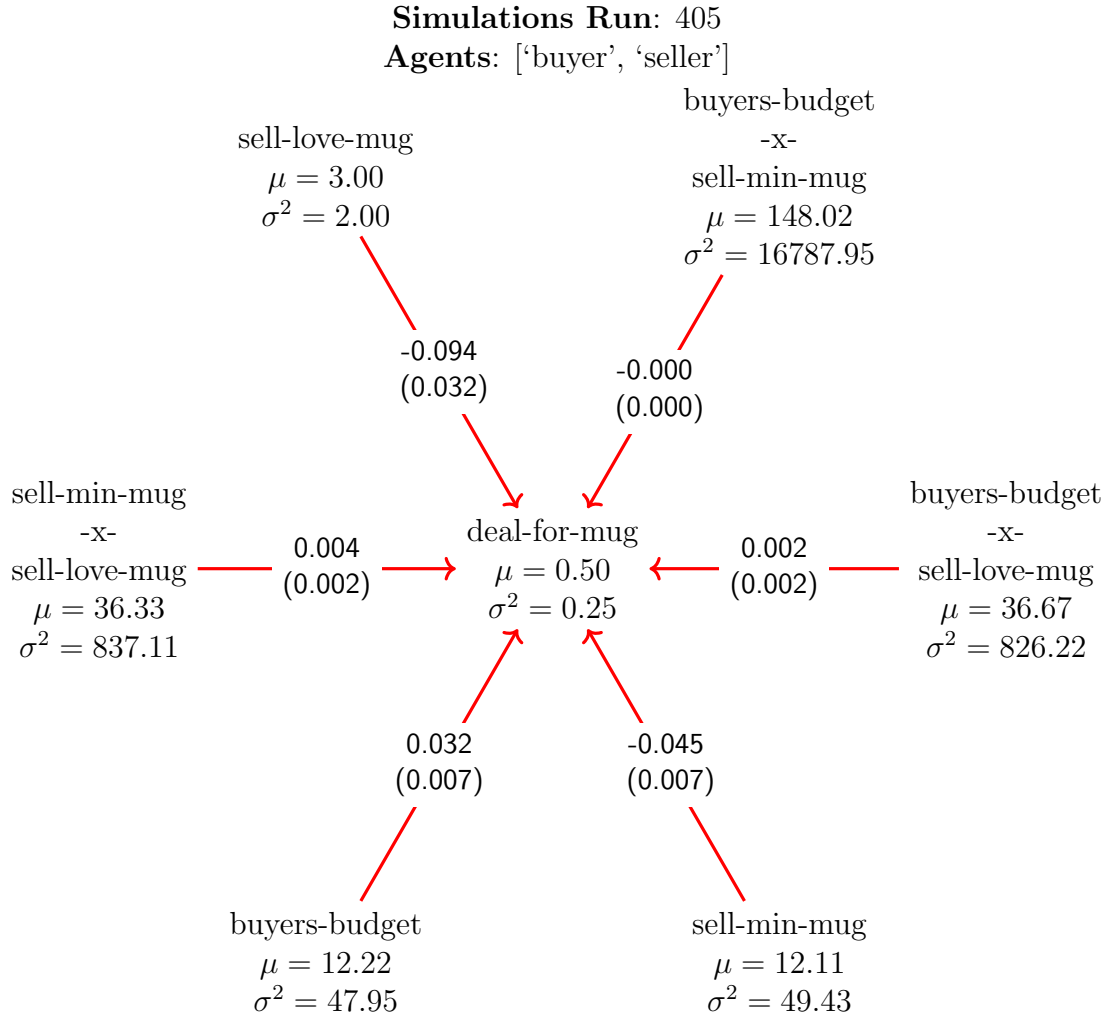 Simulations Run: 405
Agents: [‘buyer’, ‘seller’]
sell-love-mug
μ = 3.00
σ² = 2.00
buyers-budget
-x-
sell-min-mug
μ = 148.02
σ² = 16787.95
-0.094
(0.032)
-0.000
(0.000)
sell-min-mug
-x-
sell-love-mug
μ = 36.33
σ² = 837.11
0.004
(0.002)
deal-for-mug
μ = 0.50
σ² = 0.25
0.002
(0.002)
buyers-budget
-x-
sell-love-mug
μ = 36.67
σ² = 826.22
0.032
(0.007)
-0.045
(0.007)
buyers-budget
μ = 12.22
σ² = 47.95
sell-min-mug
μ = 12.11
σ² = 49.43